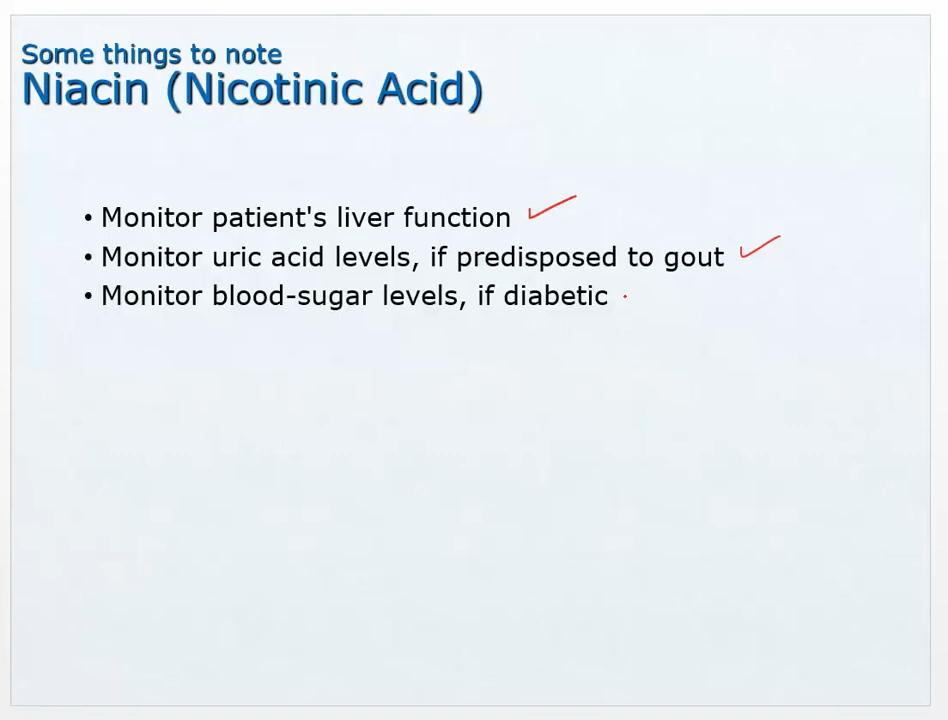 Some things to note
Niacin (Nicotinic Acid)
• Monitor patient's liver function
• Monitor uric acid levels, if predisposed to gout
• Monitor blood-sugar levels, if diabetic